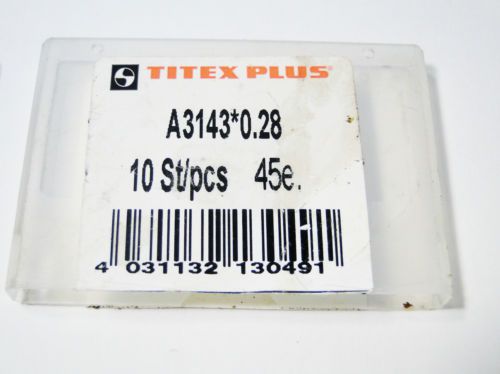 TITEX PLUS
A3143*0.28
10 St/pcs 45e.
4 031132 130491